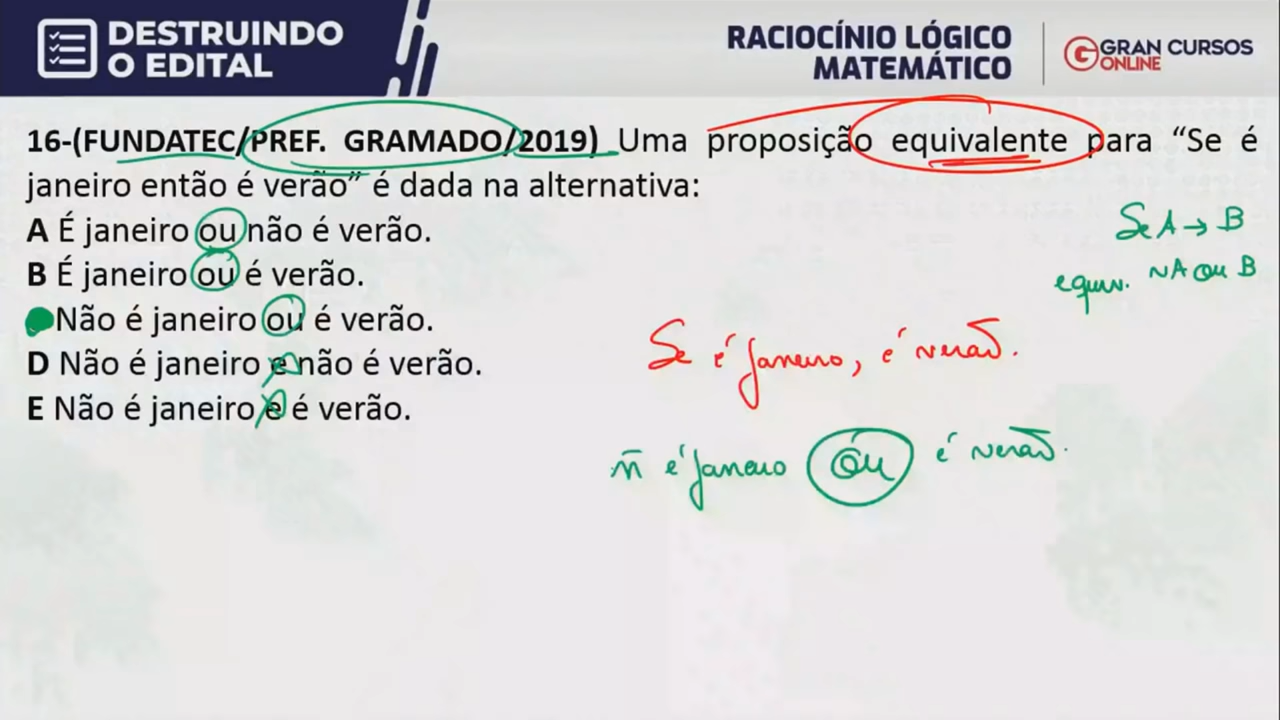 DESTRUINDO
O EDITAL
RACIOCÍNIO LÓGICO
MATEMÁTICO
GRAN CURSOS
ONLINE
16-(FUNDATEC/PREF. GRAMADO/2019) Uma proposição equivalente para “Se é
janeiro então é verão” é dada na alternativa:
A É janeiro ou não é verão.
B É janeiro ou é verão.
Não é janeiro ou é verão.
D Não é janeiro e não é verão.
E Não é janeiro e é verão.
Se A → B
equiv. ~A ou B
Se é janeiro, é verão.
ñ é janeiro ou é verão.